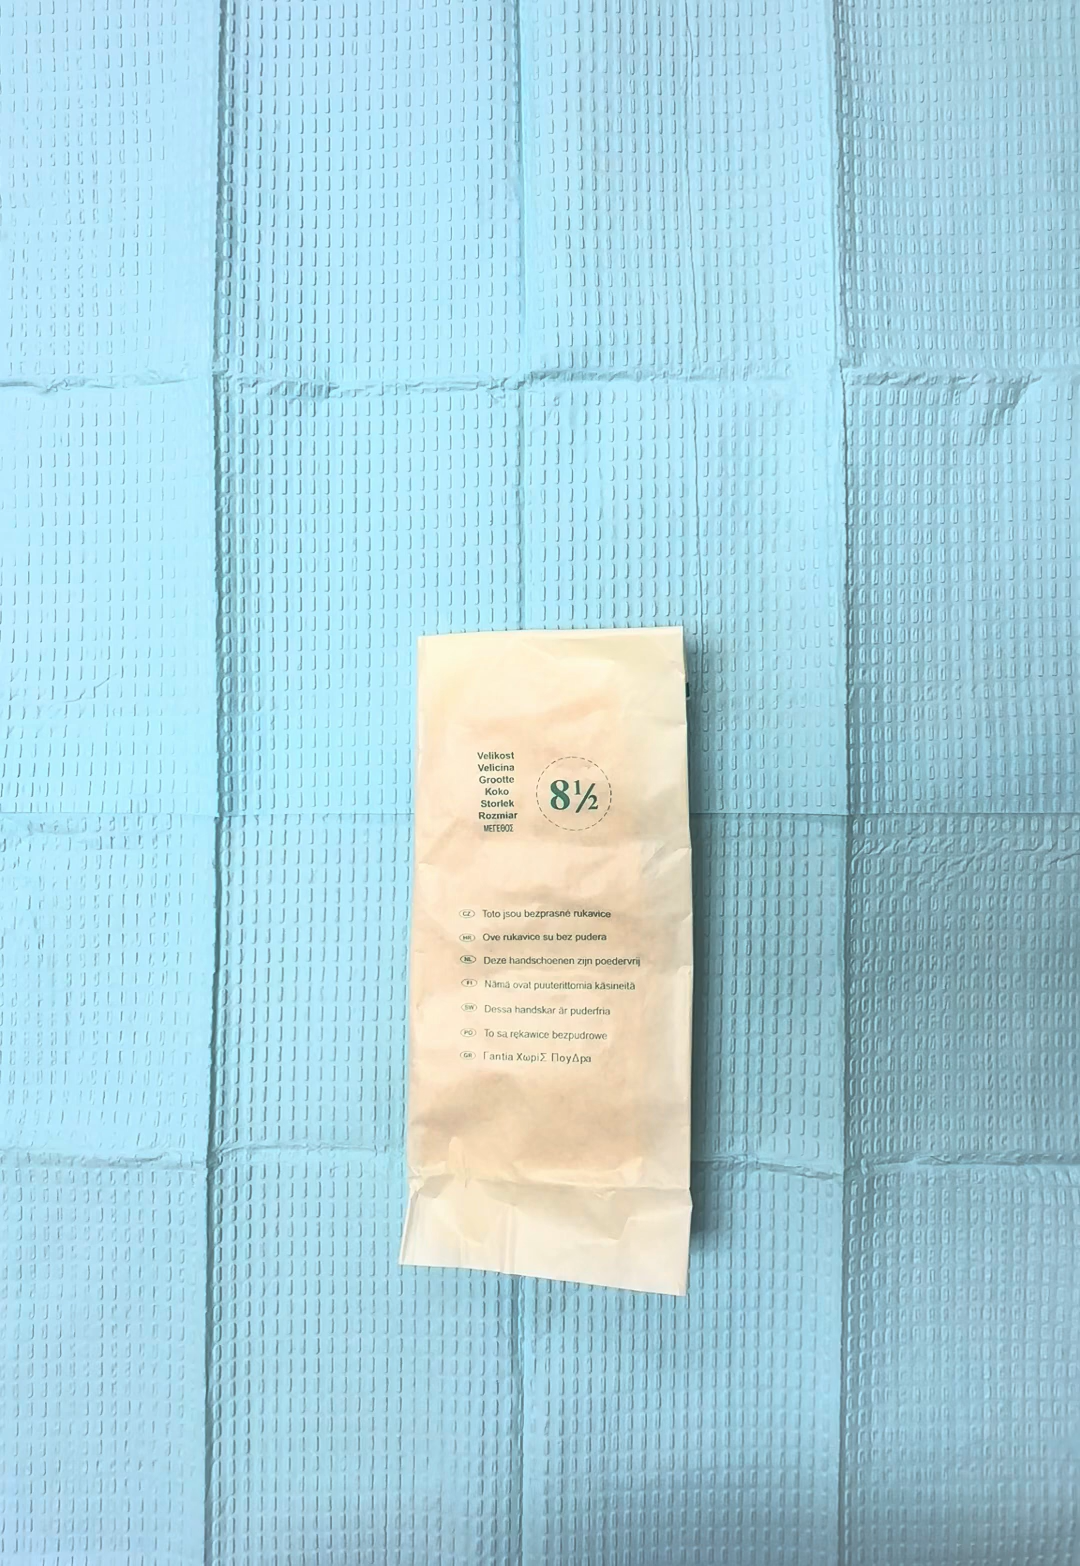 Velikost
Velicina
Grootte
Koko
Storlek
Rozmiar
ΜΕΓΕΘΟΣ
8½
CZ Toto jsou bezprasné rukavice
HR Ove rukavice su bez pudera
NL Deze handschoenen zijn poedervrij
FI Nämä ovat puuterittomia käsineitä
SW Dessa handskar är puderfria
PO To są rękawice bezpudrowe
GR Γantia ΧωριΣ ΠουΔρα